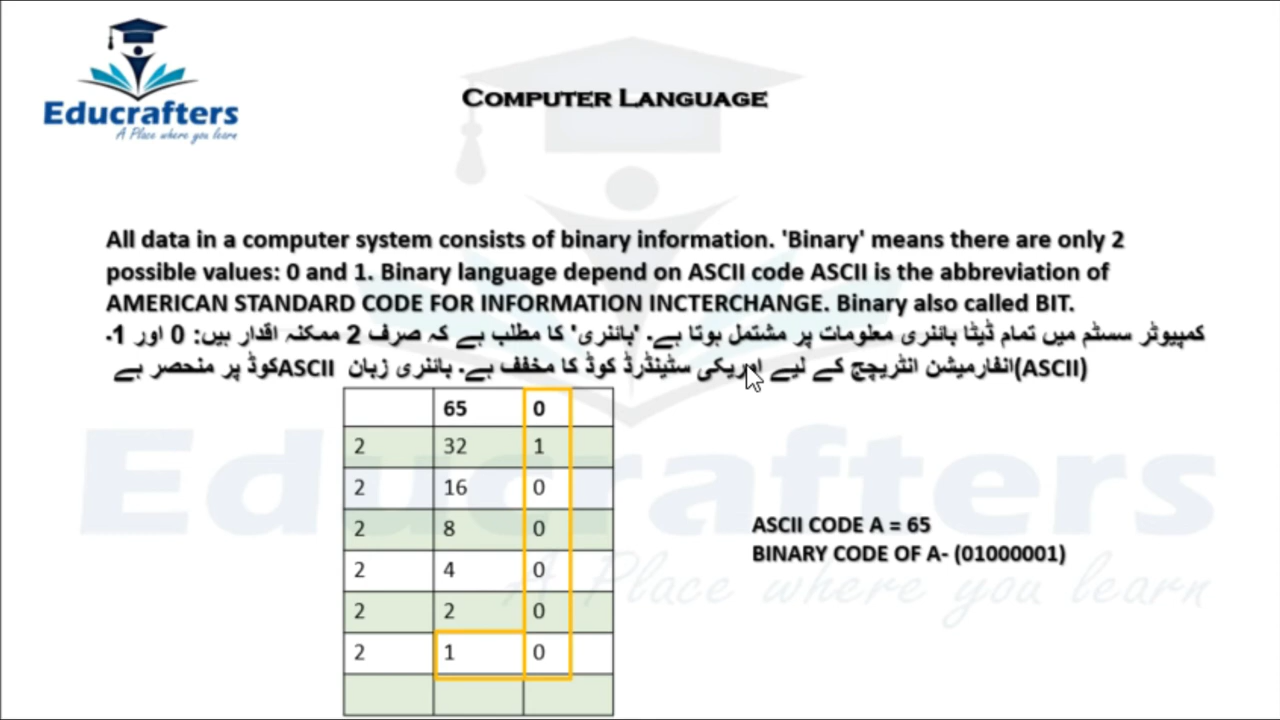 Educrafters
A Place where you learn
COMPUTER LANGUAGE
All data in a computer system consists of binary information. 'Binary' means there are only 2
possible values: 0 and 1. Binary language depend on ASCII code ASCII is the abbreviation of
AMERICAN STANDARD CODE FOR INFORMATION INCTERCHANGE. Binary also called BIT.
کمپیوٹر سسٹم میں تمام ڈیٹا بائنری معلومات پر مشتمل ہوتا ہے۔ 'بائنری' کا مطلب ہے کہ صرف 2 ممکنہ اقدار ہیں: 0 اور 1۔
(ASCII)انفارمیشن انٹریچج کے لیے امریکی سٹینڈرڈ کوڈ کا مخفف ہے۔ بائنری زبان ASCIIکوڈ پر منحصر ہے
65 0
2 32 1
2 16 0
2 8 0
2 4 0
2 2 0
2 1 0
ASCII CODE A = 65
BINARY CODE OF A- (01000001)
Educrafters
A Place where you learn